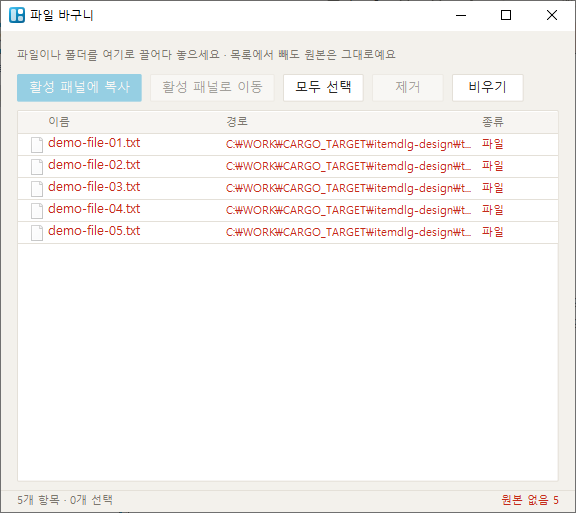 파일 바구니
파일이나 폴더를 여기로 끌어다 놓으세요 · 목록에서 빼도 원본은 그대로예요
활성 패널에 복사 활성 패널로 이동 모두 선택 제거 비우기
이름 경로 종류
demo-file-01.txt C:₩WORK₩CARGO_TARGET₩itemdlg-design₩t... 파일
demo-file-02.txt C:₩WORK₩CARGO_TARGET₩itemdlg-design₩t... 파일
demo-file-03.txt C:₩WORK₩CARGO_TARGET₩itemdlg-design₩t... 파일
demo-file-04.txt C:₩WORK₩CARGO_TARGET₩itemdlg-design₩t... 파일
demo-file-05.txt C:₩WORK₩CARGO_TARGET₩itemdlg-design₩t... 파일
5개 항목 · 0개 선택 원본 없음 5